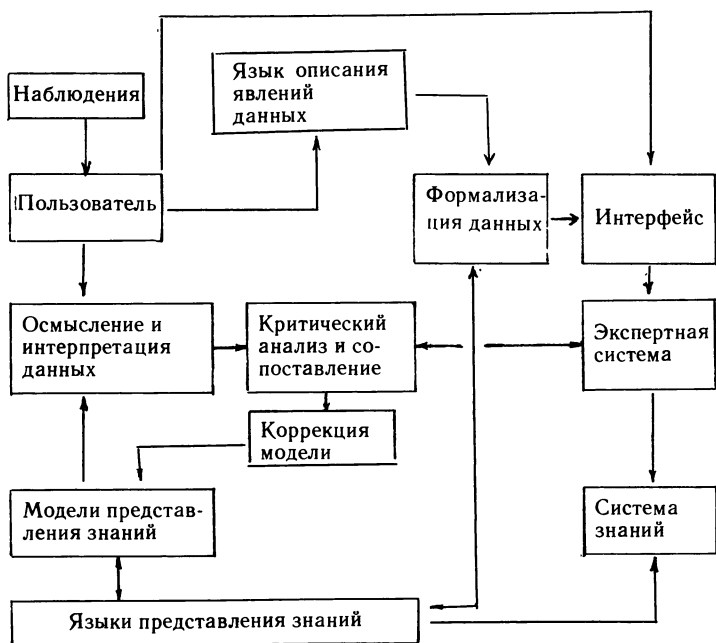 Наблюдения
Язык описания
явлений
данных
Пользователь
Формализа-
ция данных
Интерфейс
Осмысление и
интерпретация
данных
Критический
анализ и со-
поставление
Экспертная
система
Коррекция
модели
Модели представ-
ления знаний
Система
знаний
Языки представления знаний